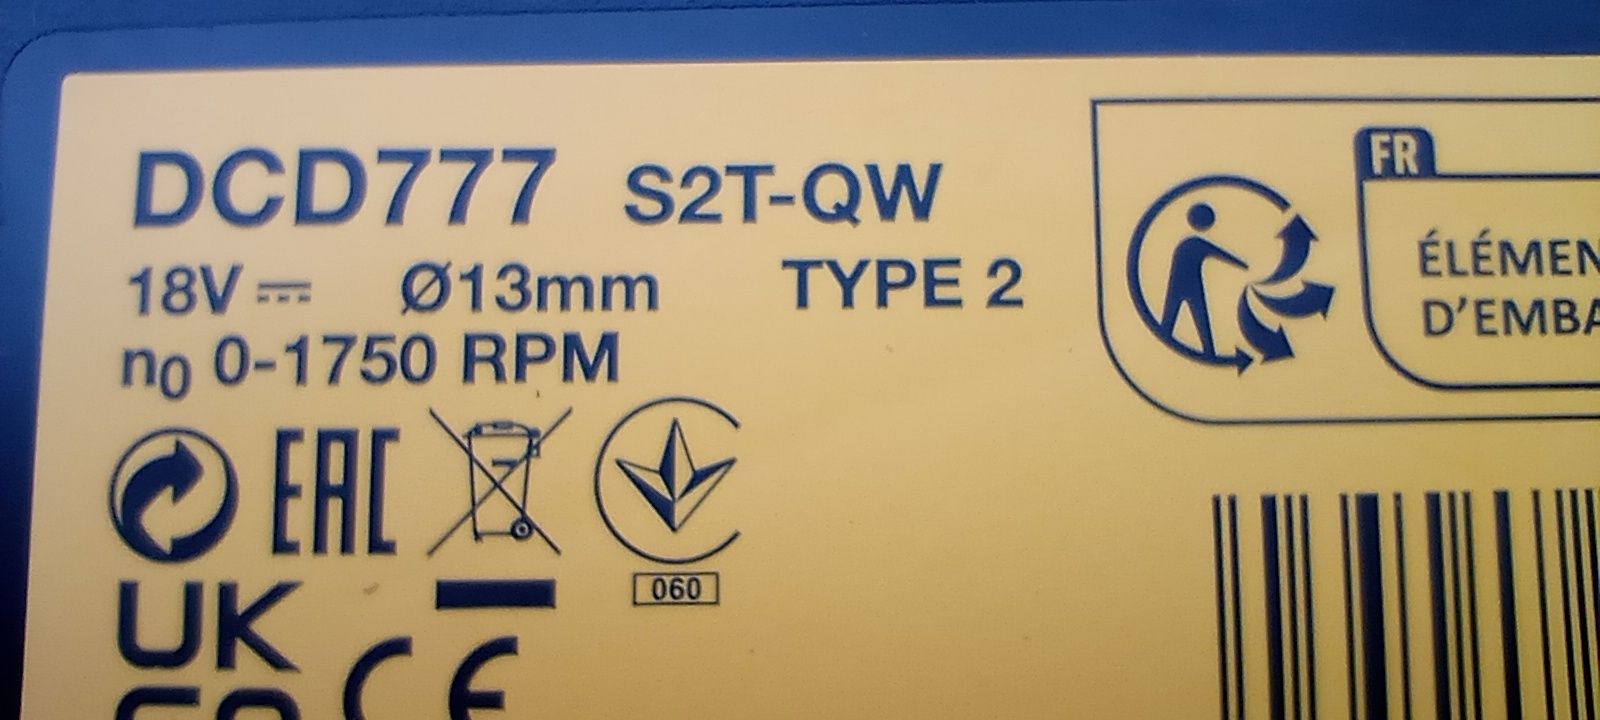 DCD777 S2T-QW
18V Ø13mm TYPE 2
n0 0-1750 RPM
EAC
060
UK
CE
FR
ÉLÉMEN
D'EMBA